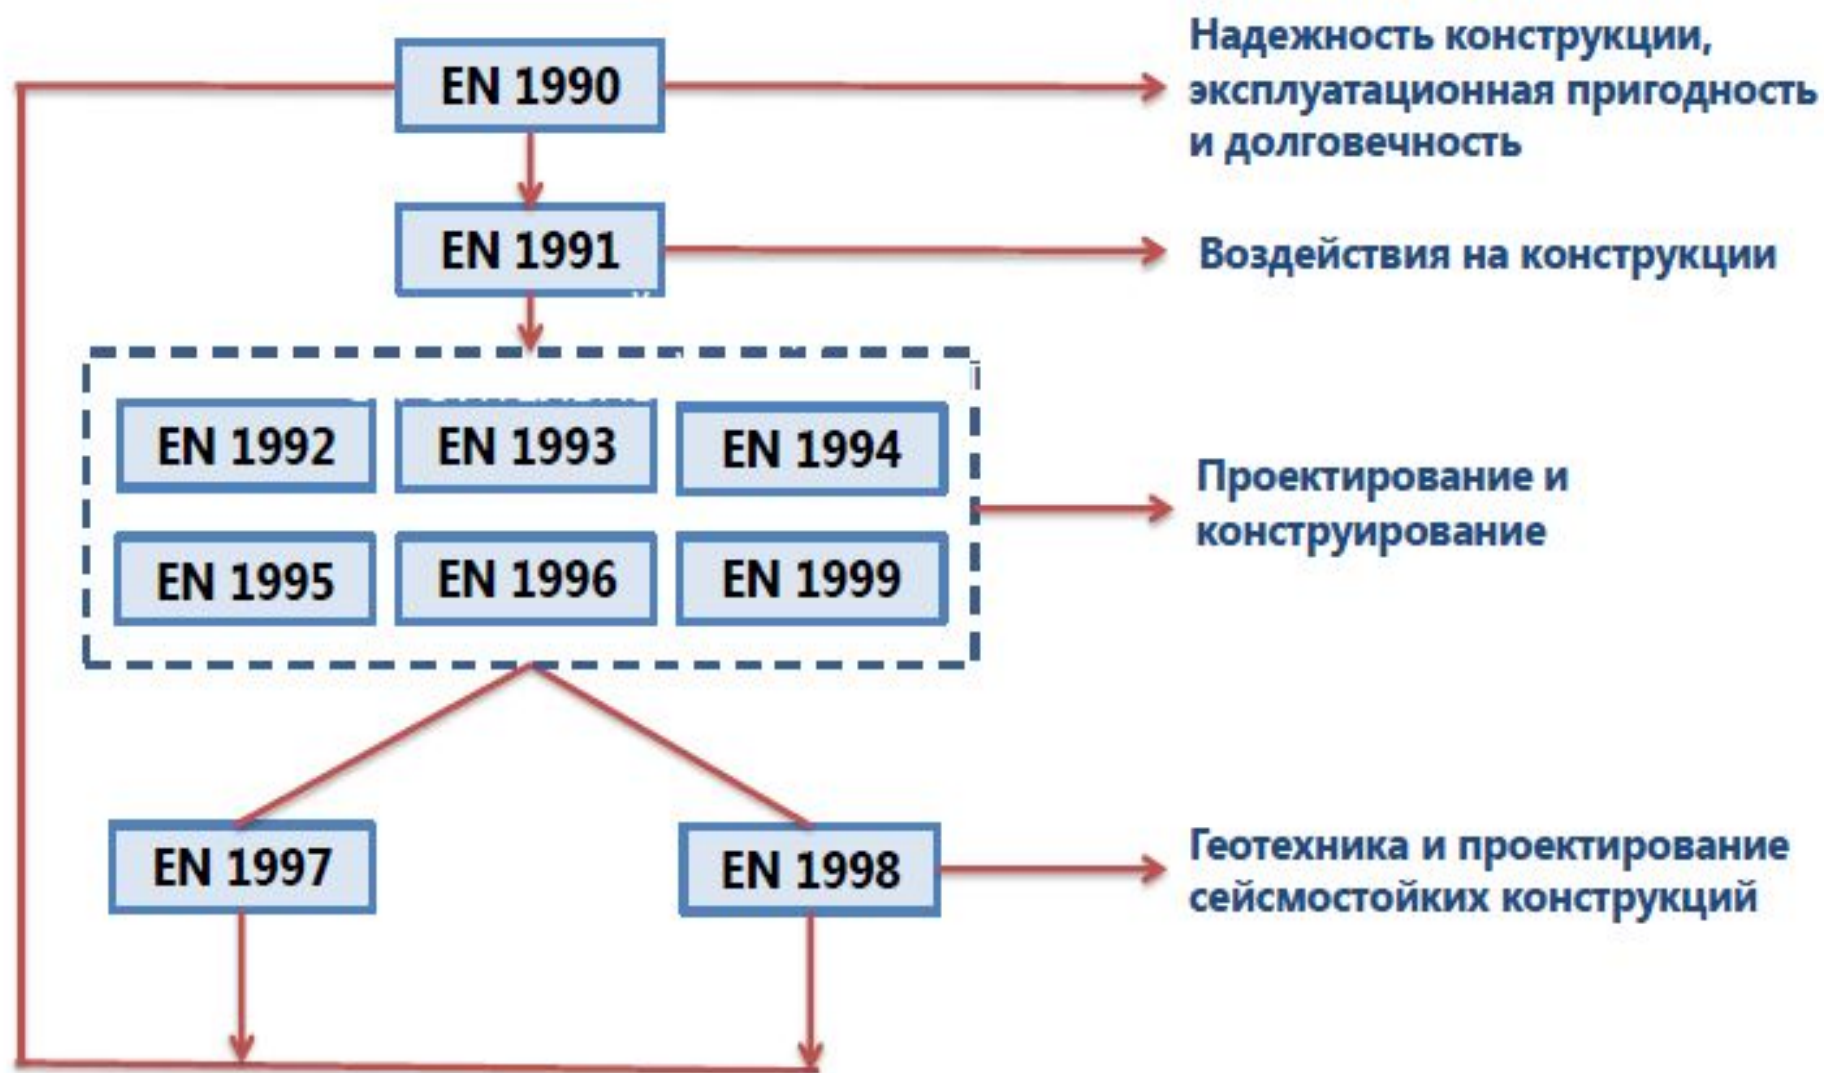 EN 1990
Надежность конструкции,
эксплуатационная пригодность
и долговечность
EN 1991
Воздействия на конструкции
EN 1992
EN 1993
EN 1994
EN 1995
EN 1996
EN 1999
Проектирование и
конструирование
EN 1997
EN 1998
Геотехника и проектирование
сейсмостойких конструкций